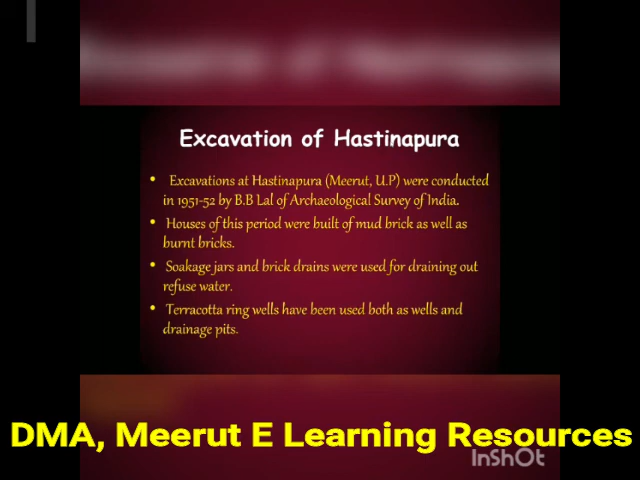 Excavation of Hastinapura
• Excavations at Hastinapura (Meerut, U.P) were conducted
in 1951-52 by B.B Lal of Archaeological Survey of India.
• Houses of this period were built of mud brick as well as
burnt bricks.
• Soakage jars and brick drains were used for draining out
refuse water.
• Terracotta ring wells have been used both as wells and
drainage pits.
DMA, Meerut E Learning Resources
InShOt